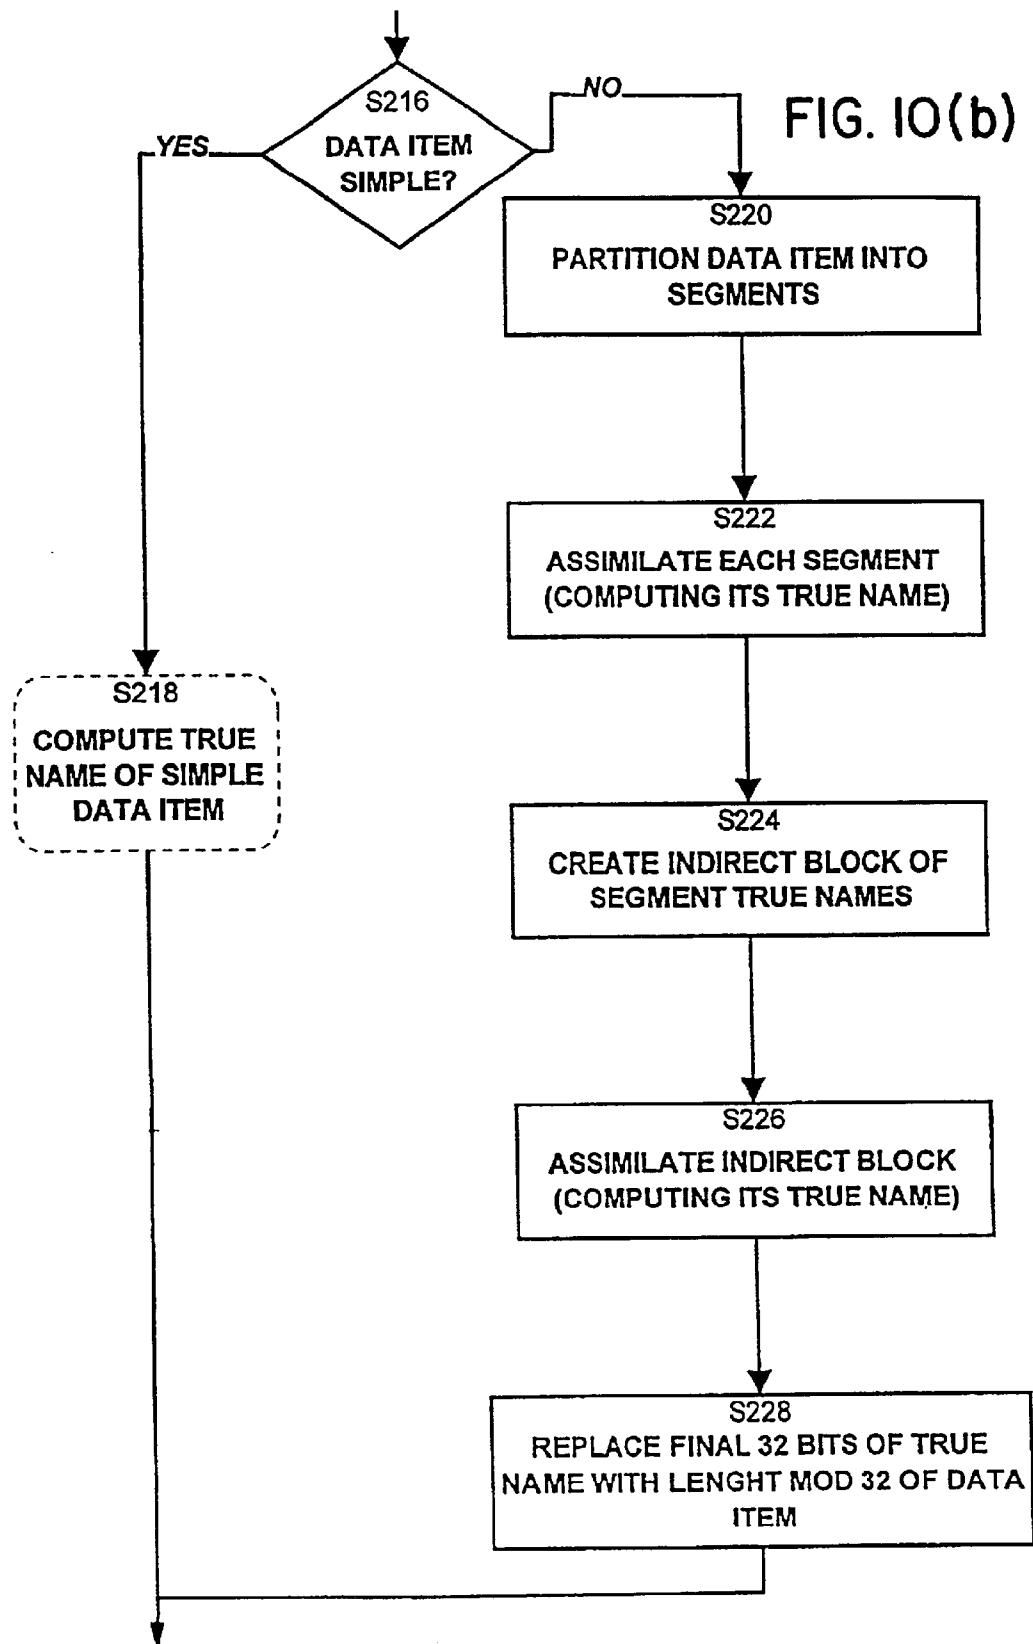 FIG. 10(b)
S216
DATA ITEM
SIMPLE?
YES
NO
S220
PARTITION DATA ITEM INTO
SEGMENTS
S222
ASSIMILATE EACH SEGMENT
(COMPUTING ITS TRUE NAME)
S218
COMPUTE TRUE
NAME OF SIMPLE
DATA ITEM
S224
CREATE INDIRECT BLOCK OF
SEGMENT TRUE NAMES
S226
ASSIMILATE INDIRECT BLOCK
(COMPUTING ITS TRUE NAME)
S228
REPLACE FINAL 32 BITS OF TRUE
NAME WITH LENGHT MOD 32 OF DATA
ITEM